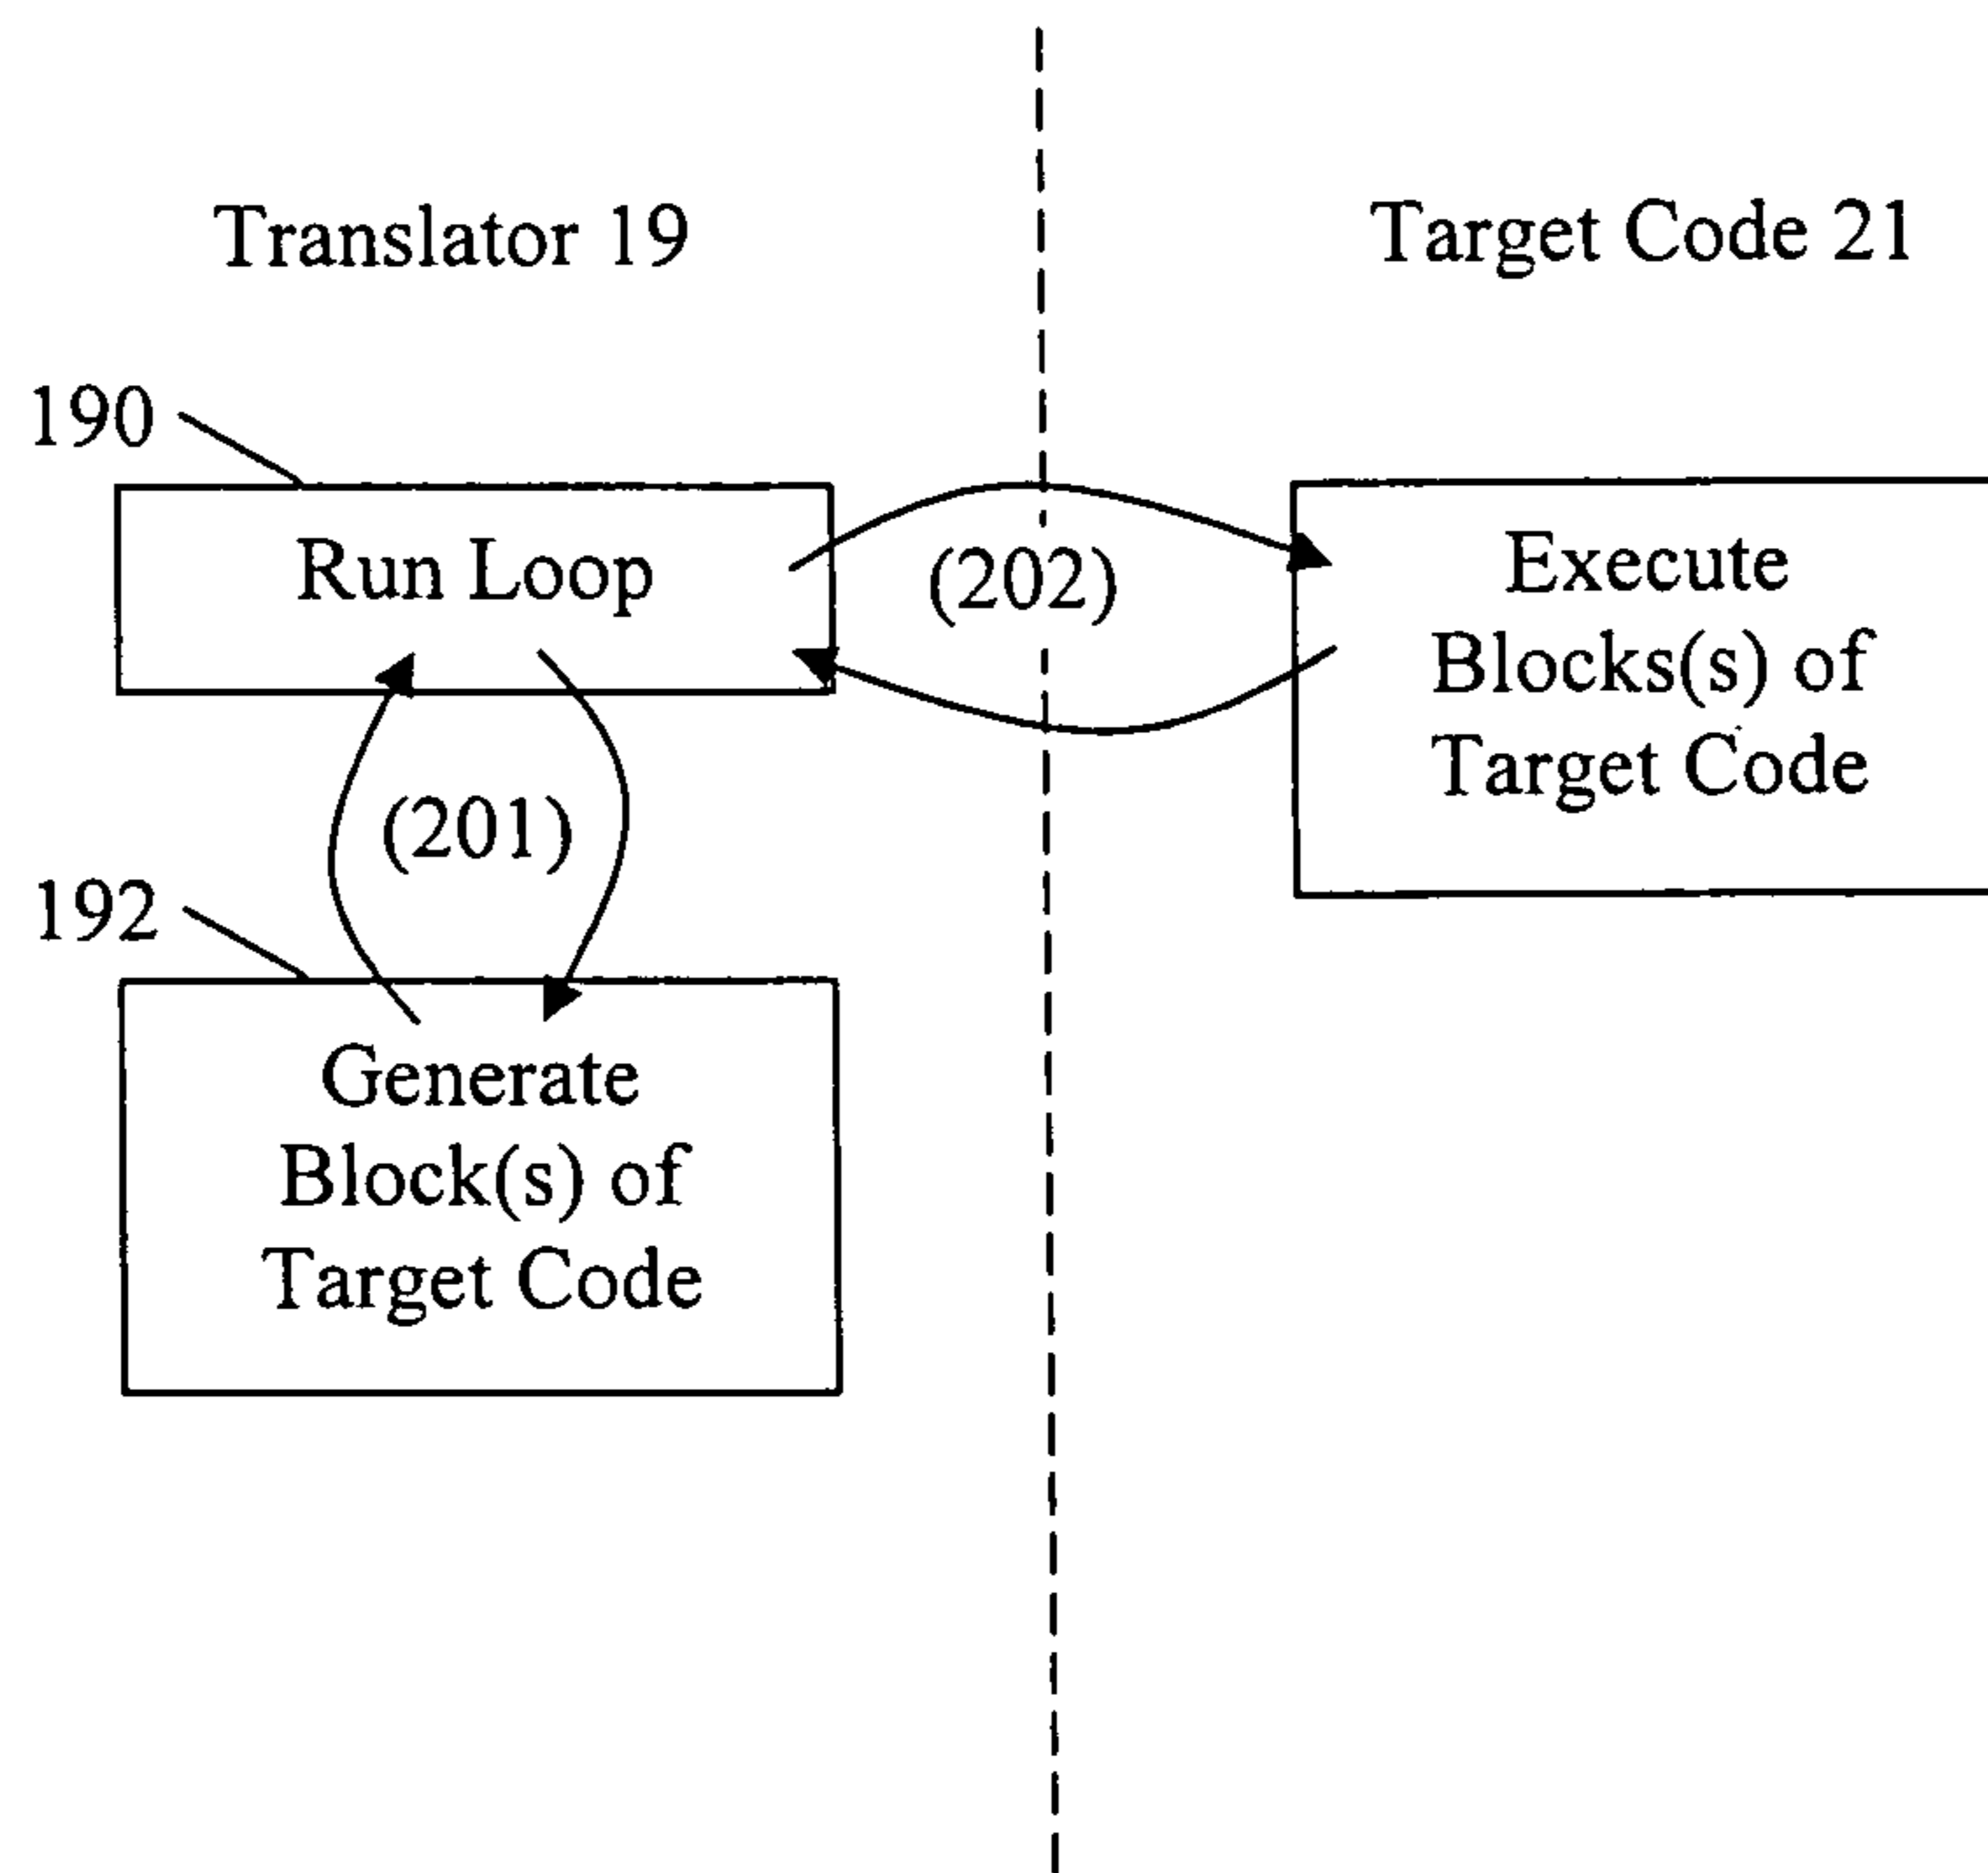 Translator 19
Target Code 21
190
Run Loop
(202)
Execute
Blocks(s) of
Target Code
(201)
192
Generate
Block(s) of
Target Code